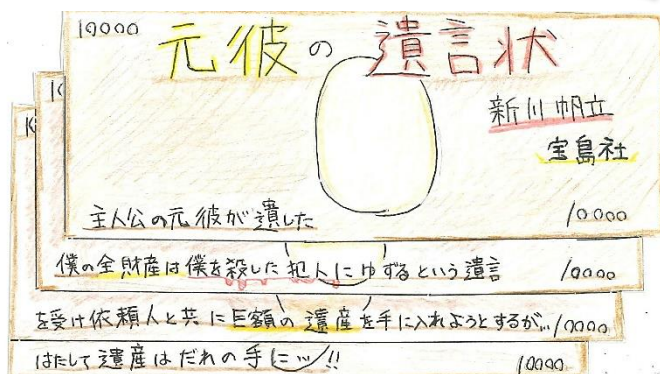 10000
元彼の遺言状
新川帆立
宝島社
主人公の元彼が遺した
10000
僕の全財産は僕を殺した犯人にゆずるという遺言
10000
を受け依頼人と共に巨額の遺産を手に入れようとするが…
10000
はたして遺産はだれの手に…!!
10000